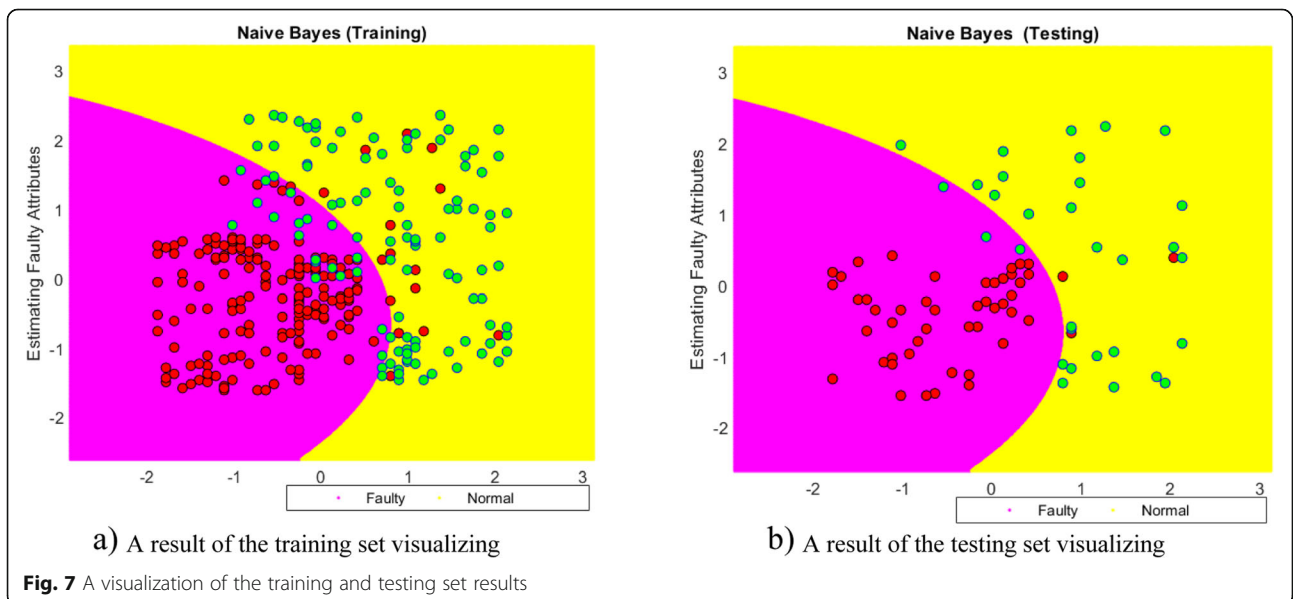 Naive Bayes (Training)
Estimating Faulty Attributes
3
2
1
0
-1
-2
-2 -1 0 1 2 3
Faulty Normal
a) A result of the training set visualizing
Naive Bayes (Testing)
Estimating Faulty Attributes
3
2
1
0
-1
-2
-2 -1 0 1 2 3
Faulty Normal
b) A result of the testing set visualizing
Fig. 7 A visualization of the training and testing set results